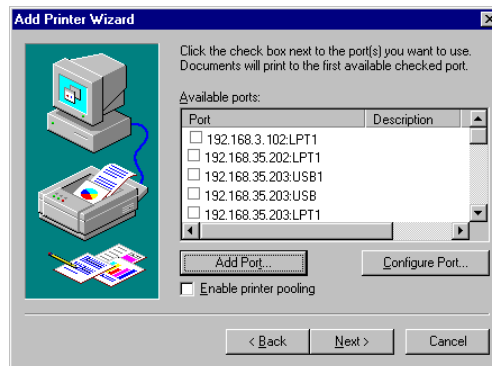 Add Printer Wizard
Click the check box next to the port(s) you want to use.
Documents will print to the first available checked port.
Available ports:
Port Description
192.168.3.102:LPT1
192.168.35.202:LPT1
192.168.35.203:USB1
192.168.35.203:USB
192.168.35.203:LPT1
Add Port... Configure Port...
Enable printer pooling
< Back Next > Cancel